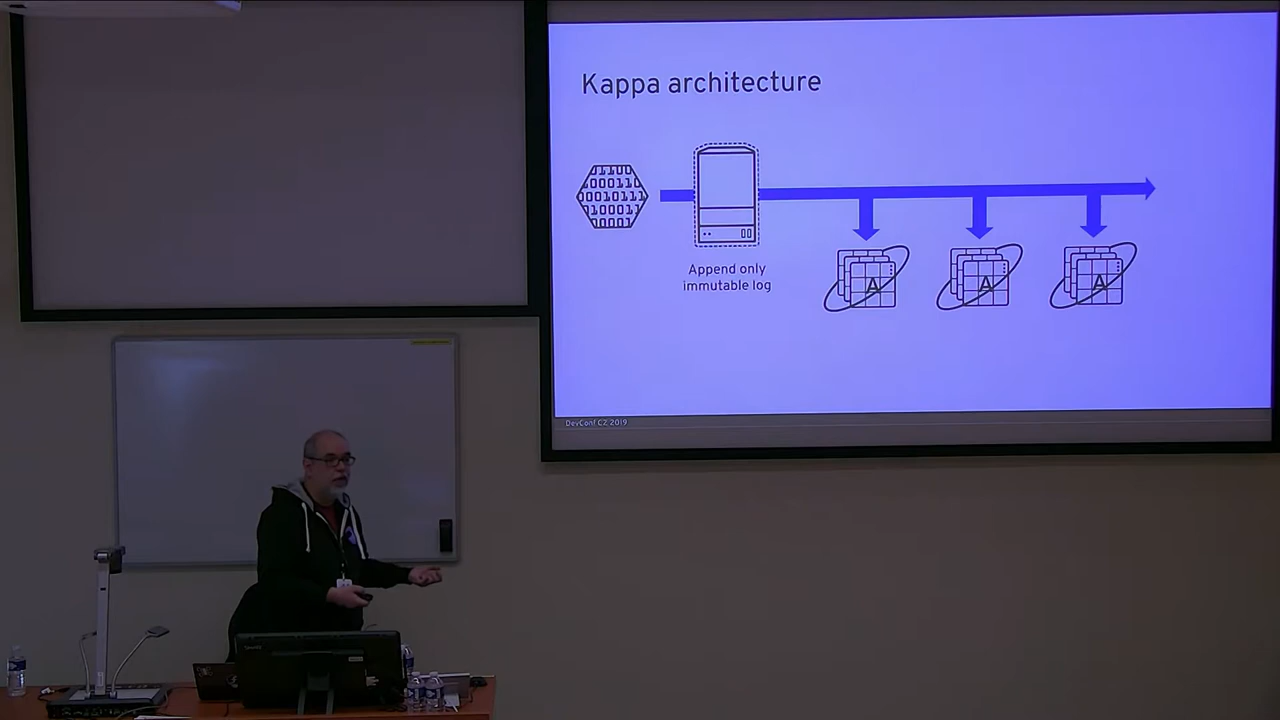 Kappa architecture
Append only
immutable log
A
A
A
DevConf CZ, 2019